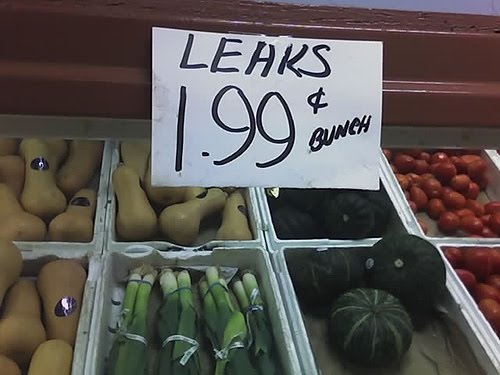 LEAKS
1.99 ¢
BUNCH